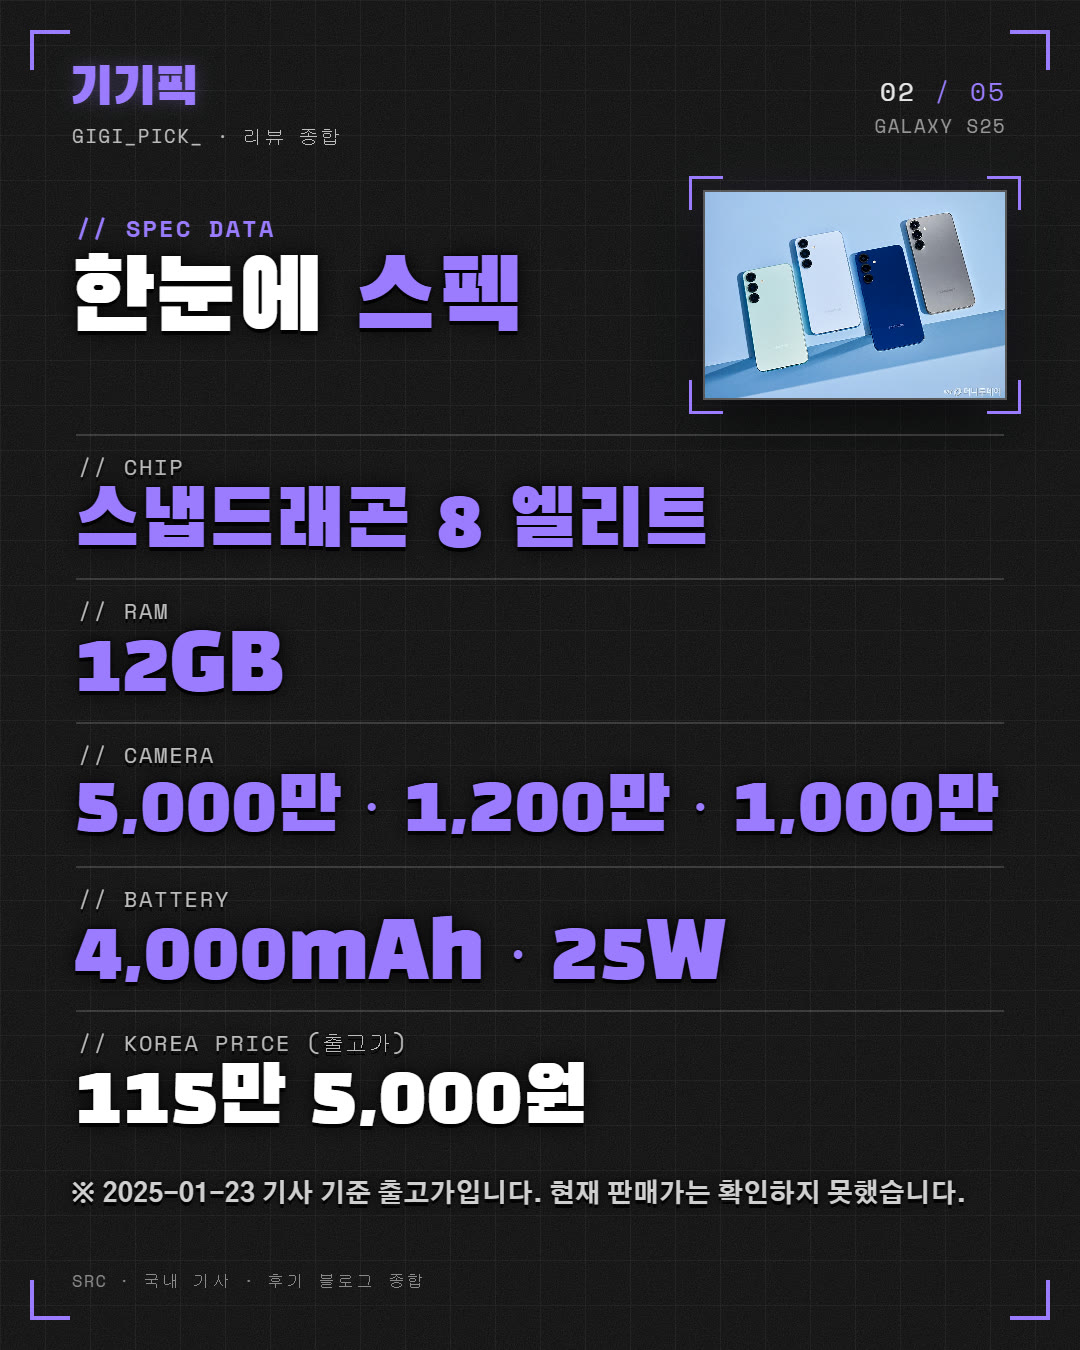 기기픽
GIGI_PICK_ · 리뷰 종합
02 / 05
GALAXY S25
// SPEC DATA
한눈에 스펙
// CHIP
스냅드래곤 8 엘리트
// RAM
12GB
// CAMERA
5,000만 · 1,200만 · 1,000만
// BATTERY
4,000mAh · 25W
// KOREA PRICE (출고가)
115만 5,000원
※ 2025-01-23 기사 기준 출고가입니다. 현재 판매가는 확인하지 못했습니다.
SRC · 국내 기사 · 후기 블로그 종합